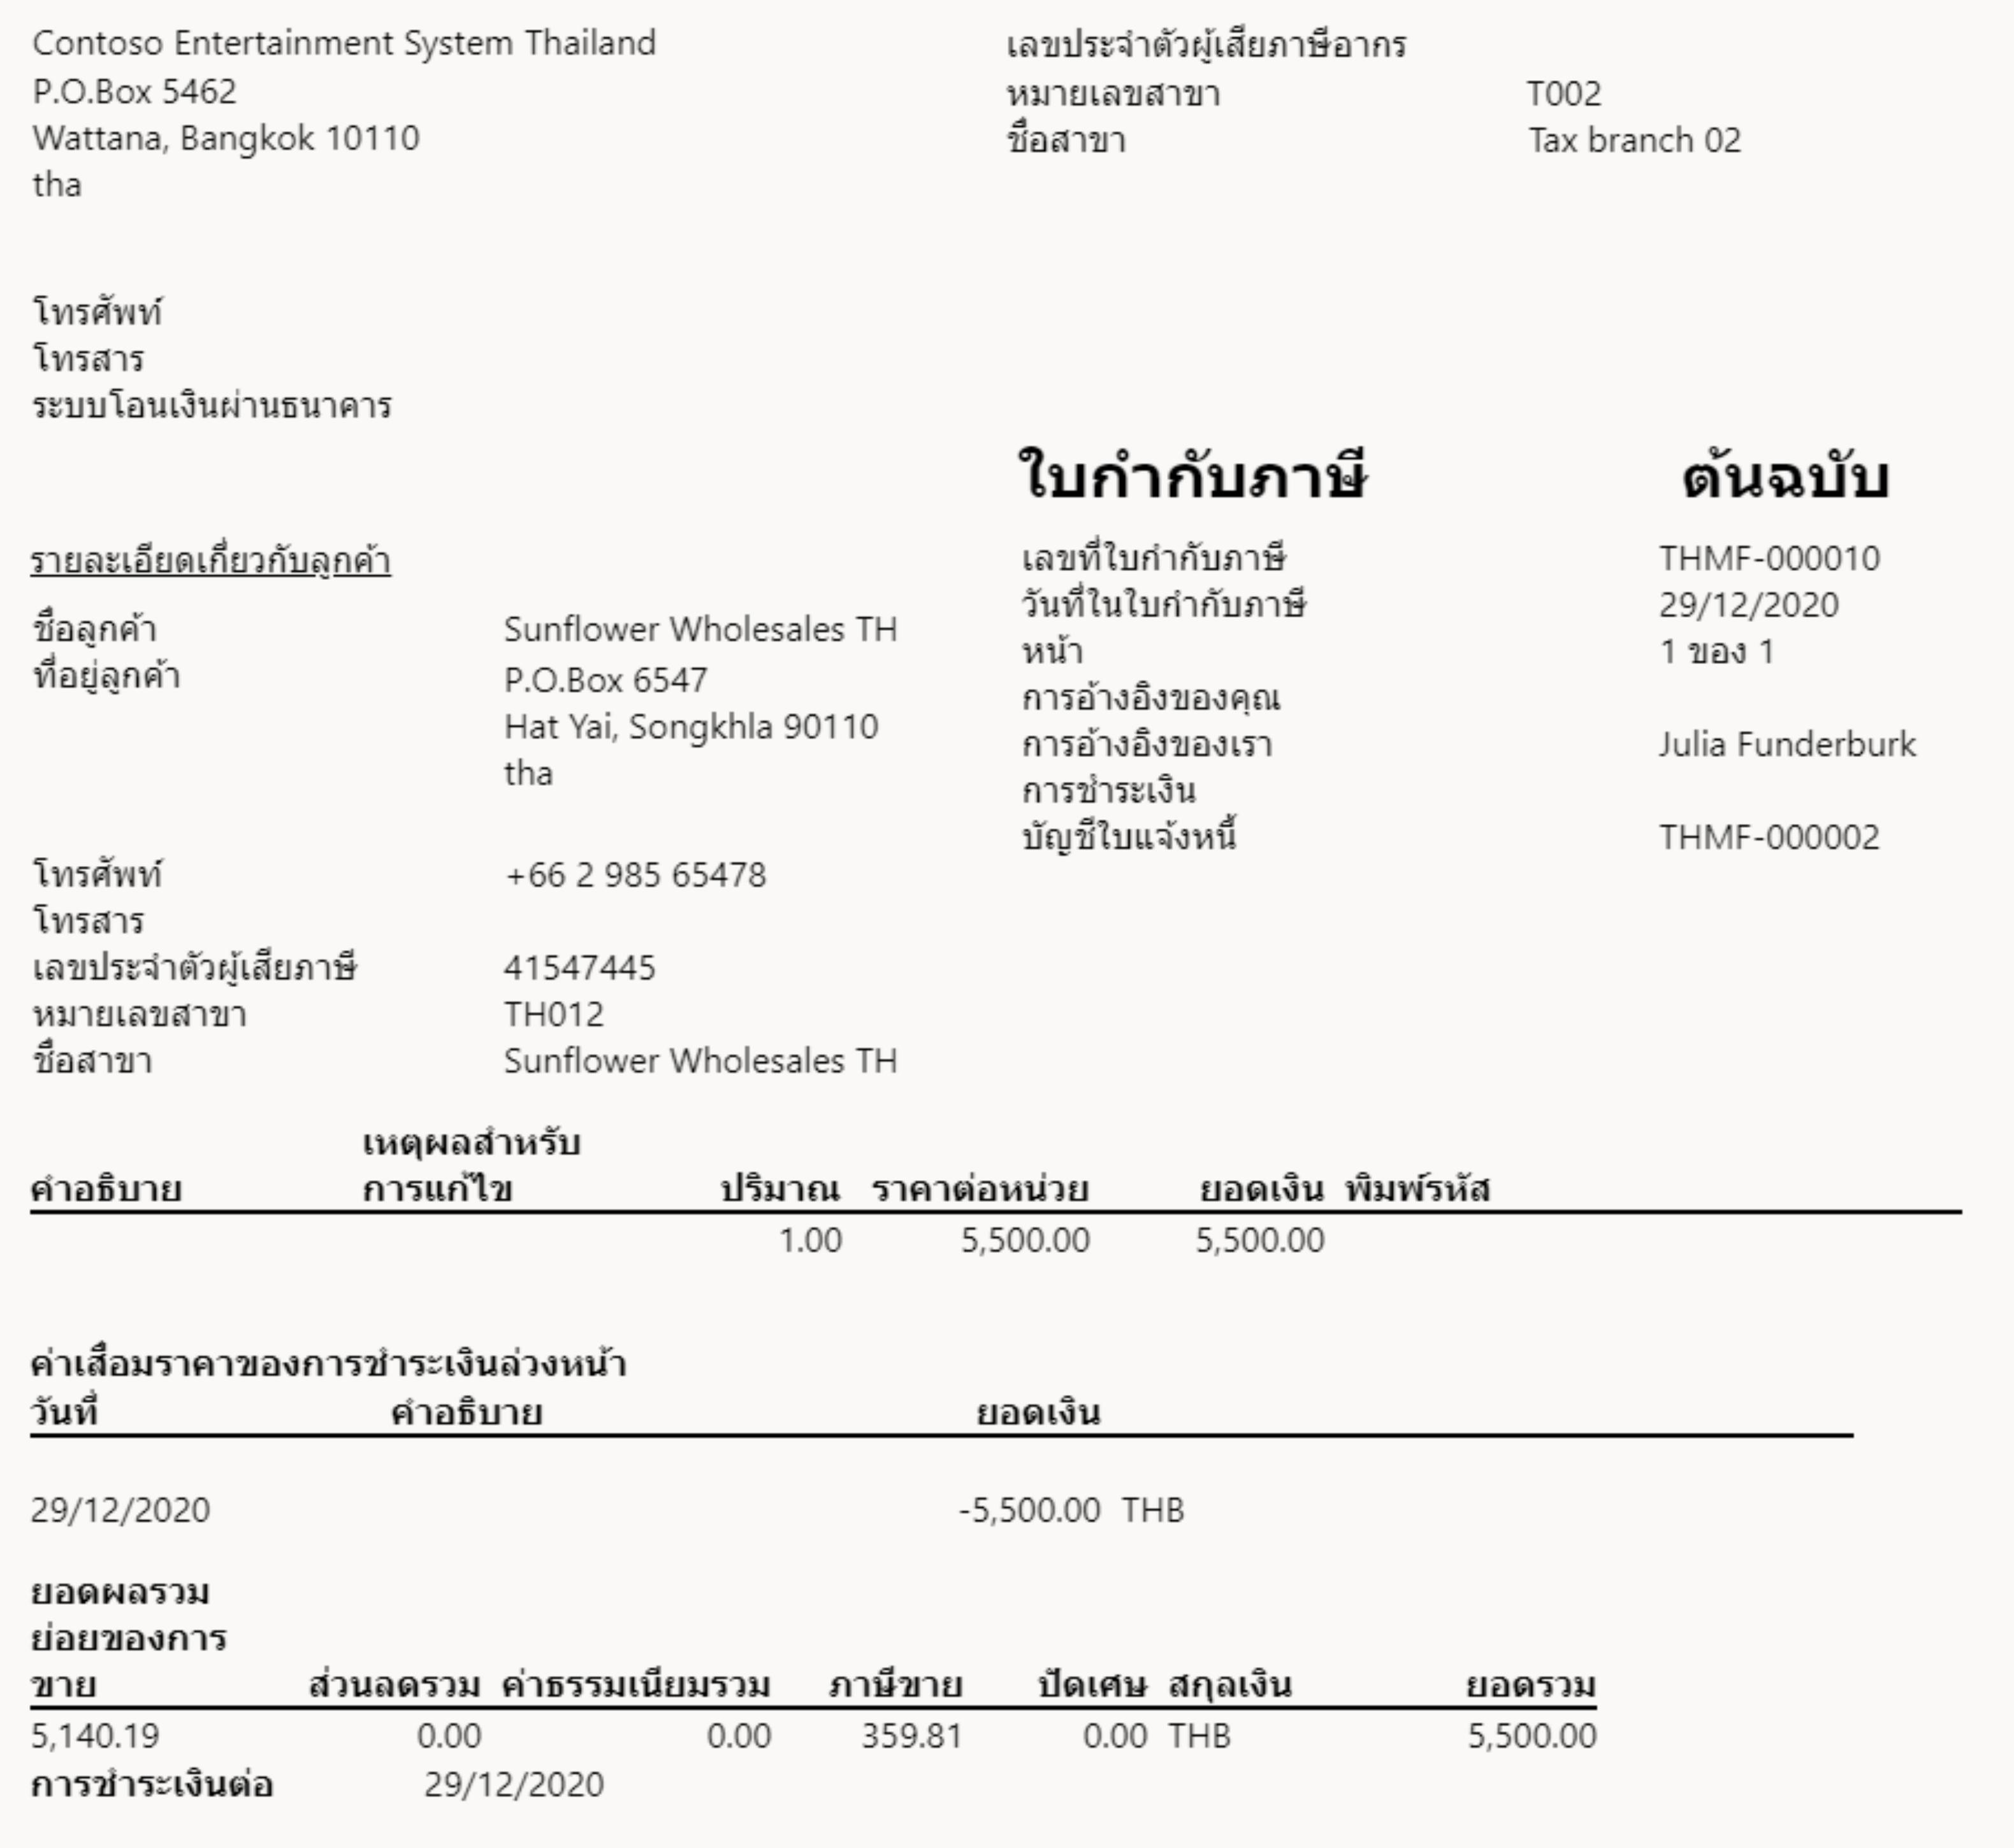 Contoso Entertainment System Thailand
P.O.Box 5462
Wattana, Bangkok 10110
tha
เลขประจำตัวผู้เสียภาษีอากร
หมายเลขสาขา T002
ชื่อสาขา Tax branch 02
โทรศัพท์
โทรสาร
ระบบโอนเงินผ่านธนาคาร
ใบกำกับภาษี ต้นฉบับ
รายละเอียดเกี่ยวกับลูกค้า
ชื่อลูกค้า Sunflower Wholesales TH
ที่อยู่ลูกค้า P.O.Box 6547
Hat Yai, Songkhla 90110
tha
โทรศัพท์ +66 2 985 65478
โทรสาร
เลขประจำตัวผู้เสียภาษี 41547445
หมายเลขสาขา TH012
ชื่อสาขา Sunflower Wholesales TH
เลขที่ใบกำกับภาษี THMF-000010
วันที่ในใบกำกับภาษี 29/12/2020
หน้า 1 ของ 1
การอ้างอิงของคุณ
การอ้างอิงของเรา Julia Funderburk
การชำระเงิน
บัญชีใบแจ้งหนี้ THMF-000002
เหตุผลสำหรับ
คำอธิบาย การแก้ไข ปริมาณ ราคาต่อหน่วย ยอดเงิน พิมพ์รหัส
1.00 5,500.00 5,500.00
ค่าเสื่อมราคาของการชำระเงินล่วงหน้า
วันที่ คำอธิบาย ยอดเงิน
29/12/2020 -5,500.00 THB
ยอดผลรวม
ย่อยของการ
ขาย ส่วนลดรวม ค่าธรรมเนียมรวม ภาษีขาย ปัดเศษ สกุลเงิน ยอดรวม
5,140.19 0.00 0.00 359.81 0.00 THB 5,500.00
การชำระเงินต่อ 29/12/2020